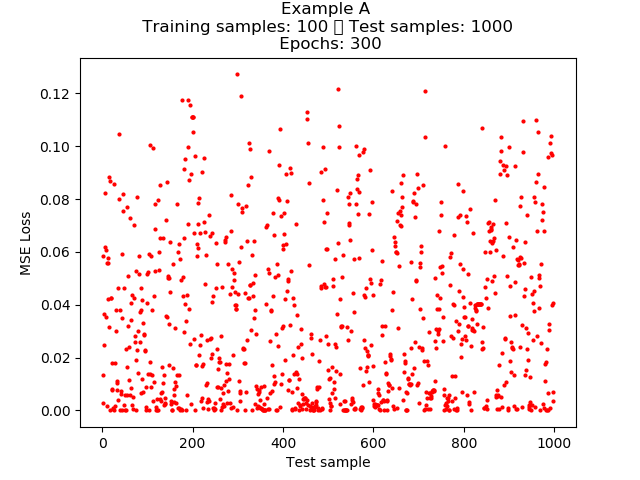 Example A
Training samples: 100 ▯ Test samples: 1000
Epochs: 300
MSE Loss
0.12
0.10
0.08
0.06
0.04
0.02
0.00
0 200 400 600 800 1000
Test sample